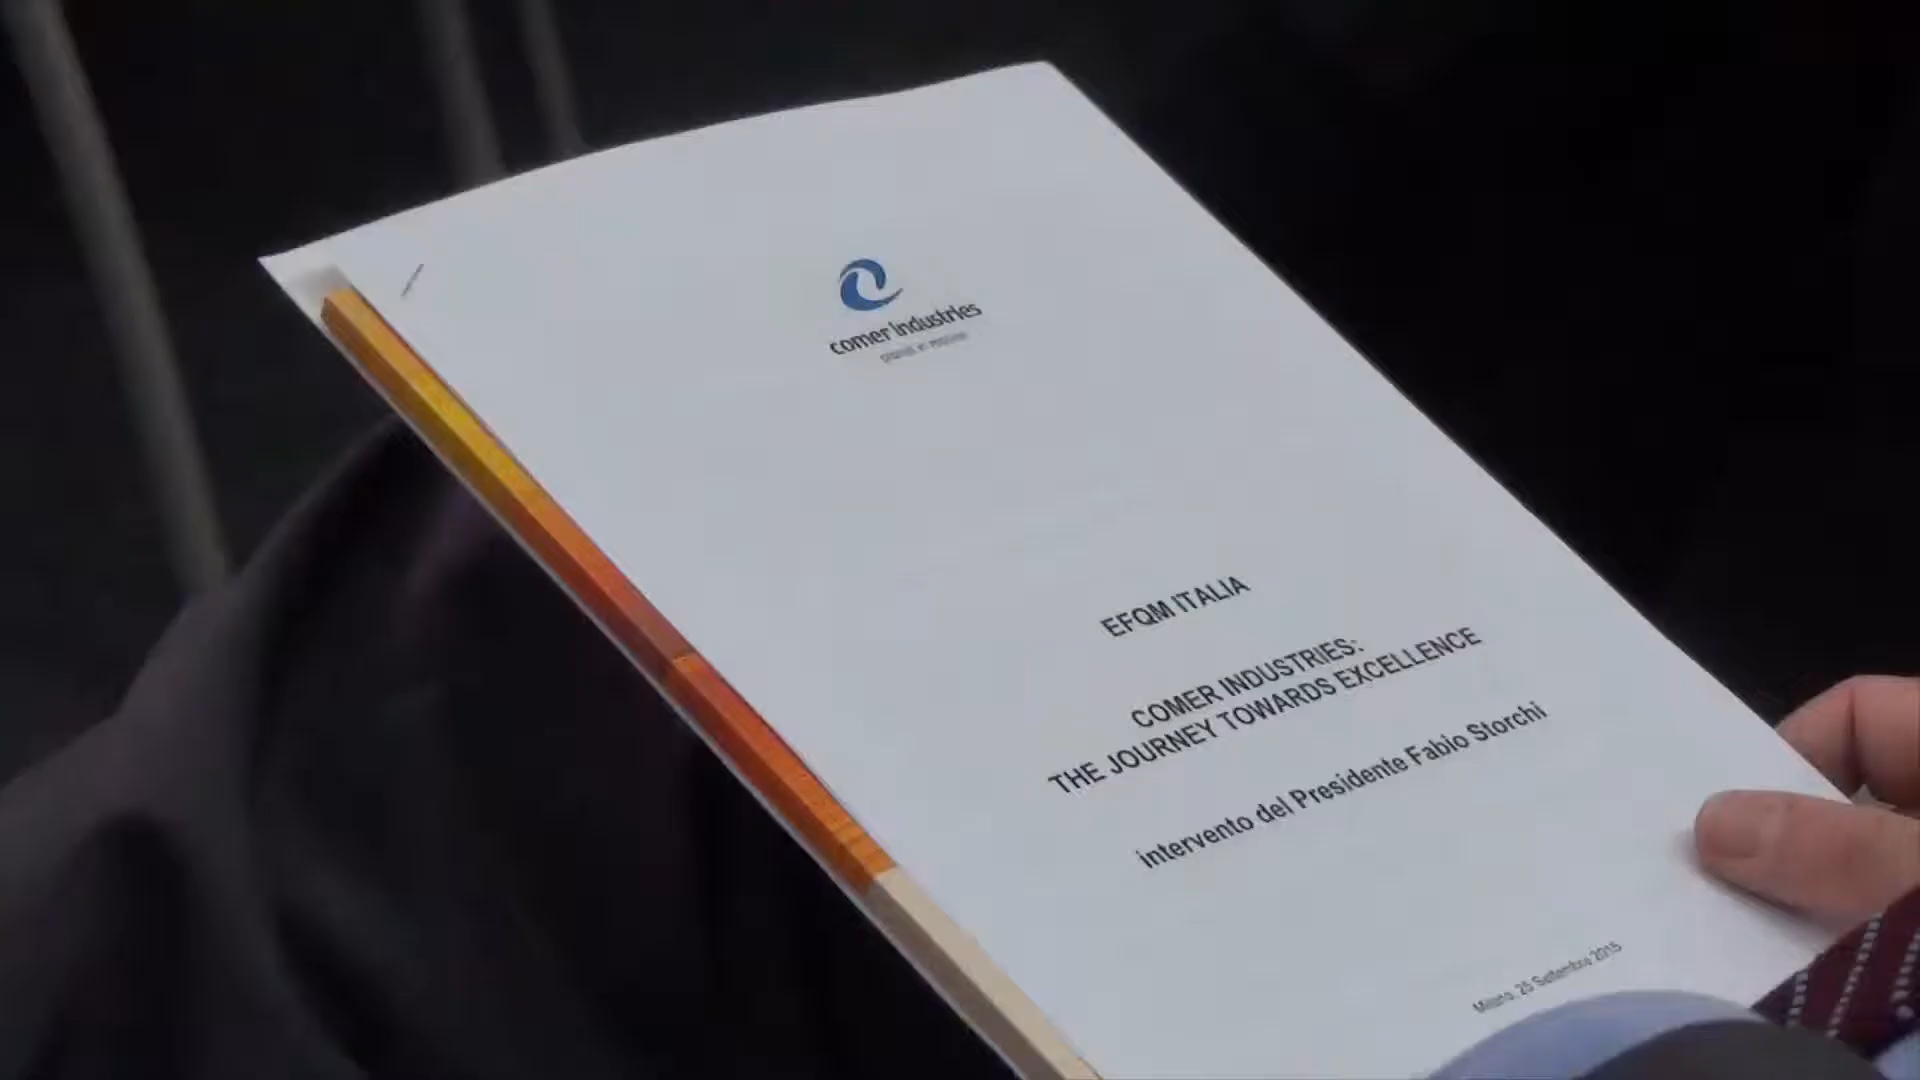 comer industries
EFQM ITALIA
COMER INDUSTRIES:
THE JOURNEY TOWARDS EXCELLENCE
intervento del Presidente Fabio Storchi
Milano, 25 Settembre 2015